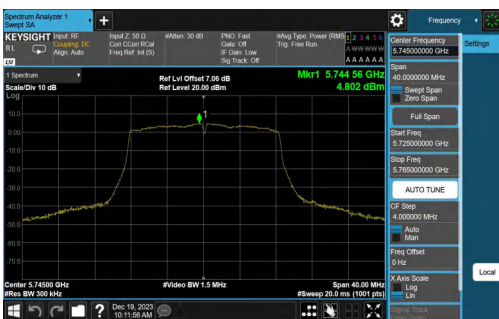 Spectrum Analyzer 1
Swept SA
Frequency
KEYSIGHT
Input: RF
Coupling: DC
Align: Auto
Input Z: 50 Ω
Corr CCorr RCal
Freq Ref: Int (S)
#Atten: 30 dB
PNO: Fast
Gate: Off
IF Gain: Low
Sig Track: Off
#Avg Type: Power (RMS
Trig: Free Run
1 2 3 4 5 6
A W W W W W
A A A A A A
R L
LW
1 Spectrum
Scale/Div 10 dB
Log
Ref Lvl Offset 7.06 dB
Ref Level 20.00 dBm
Mkr1 5.744 56 GHz
4.802 dBm
1
10.0
0.00
-10.0
-20.0
-30.0
-40.0
-50.0
-60.0
-70.0
Center 5.74500 GHz
#Res BW 300 kHz
#Video BW 1.5 MHz
Span 40.00 MHz
#Sweep 20.0 ms (1001 pts)
Dec 19, 2023
10:11:56 AM
Center Frequency
5.745000000 GHz
Span
40.0000000 MHz
Swept Span
Zero Span
Full Span
Start Freq
5.725000000 GHz
Stop Freq
5.765000000 GHz
AUTO TUNE
CF Step
4.000000 MHz
Auto
Man
Freq Offset
0 Hz
X Axis Scale
Log
Lin
Signal Track
Settings
Local